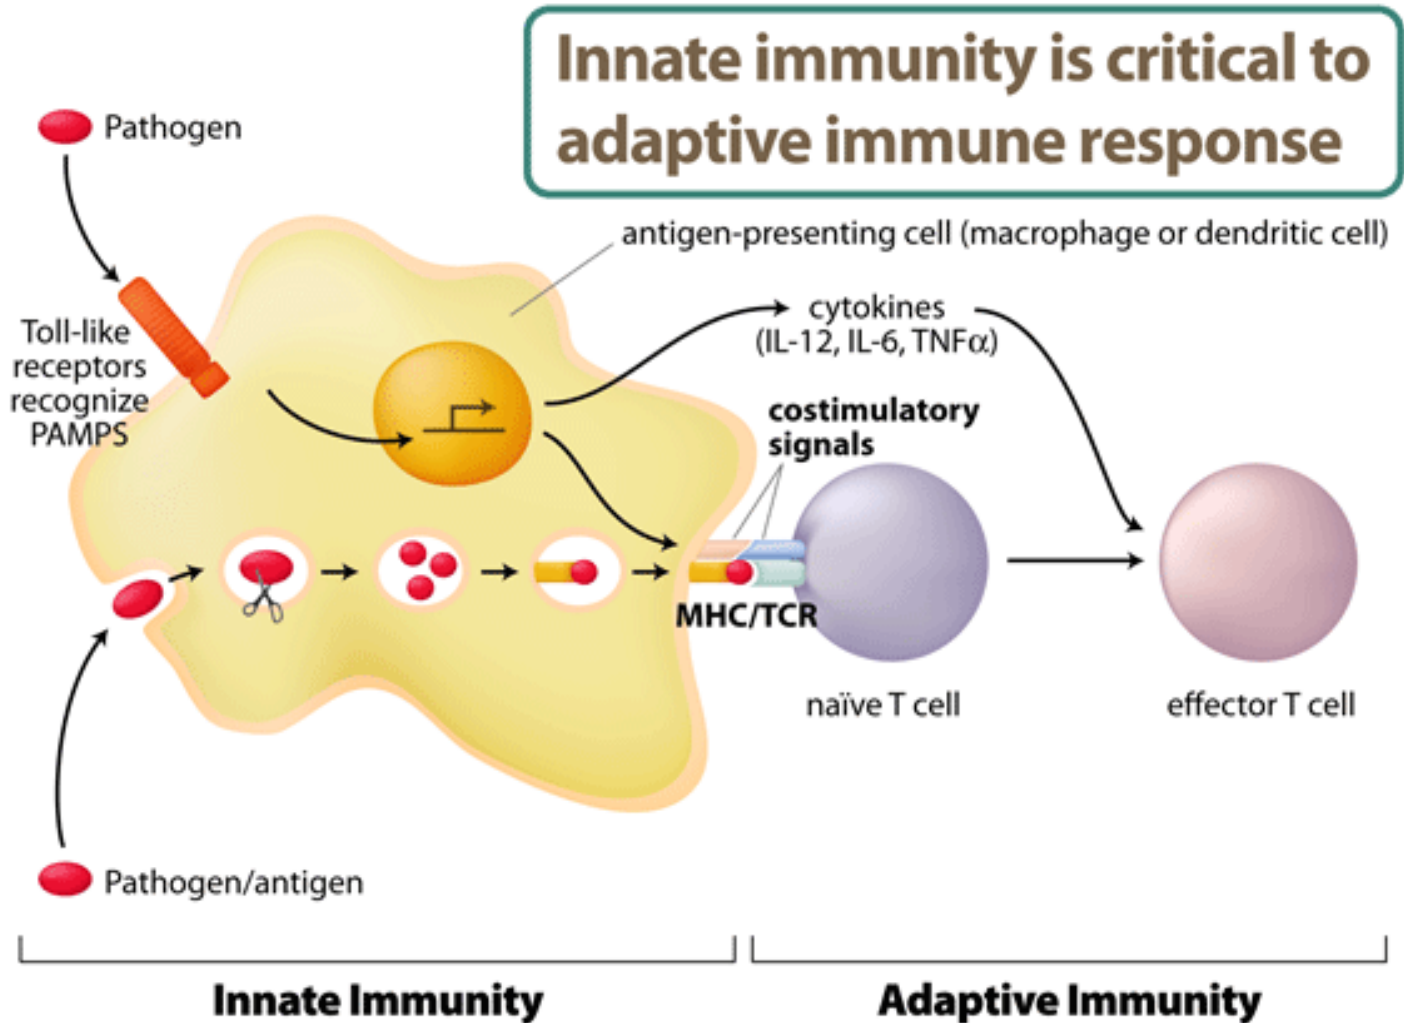 Innate immunity is critical to
adaptive immune response
Pathogen
antigen-presenting cell (macrophage or dendritic cell)
Toll-like
receptors
recognize
PAMPS
cytokines
(IL-12, IL-6, TNFα)
costimulatory
signals
MHC/TCR
naïve T cell
effector T cell
Pathogen/antigen
Innate Immunity
Adaptive Immunity